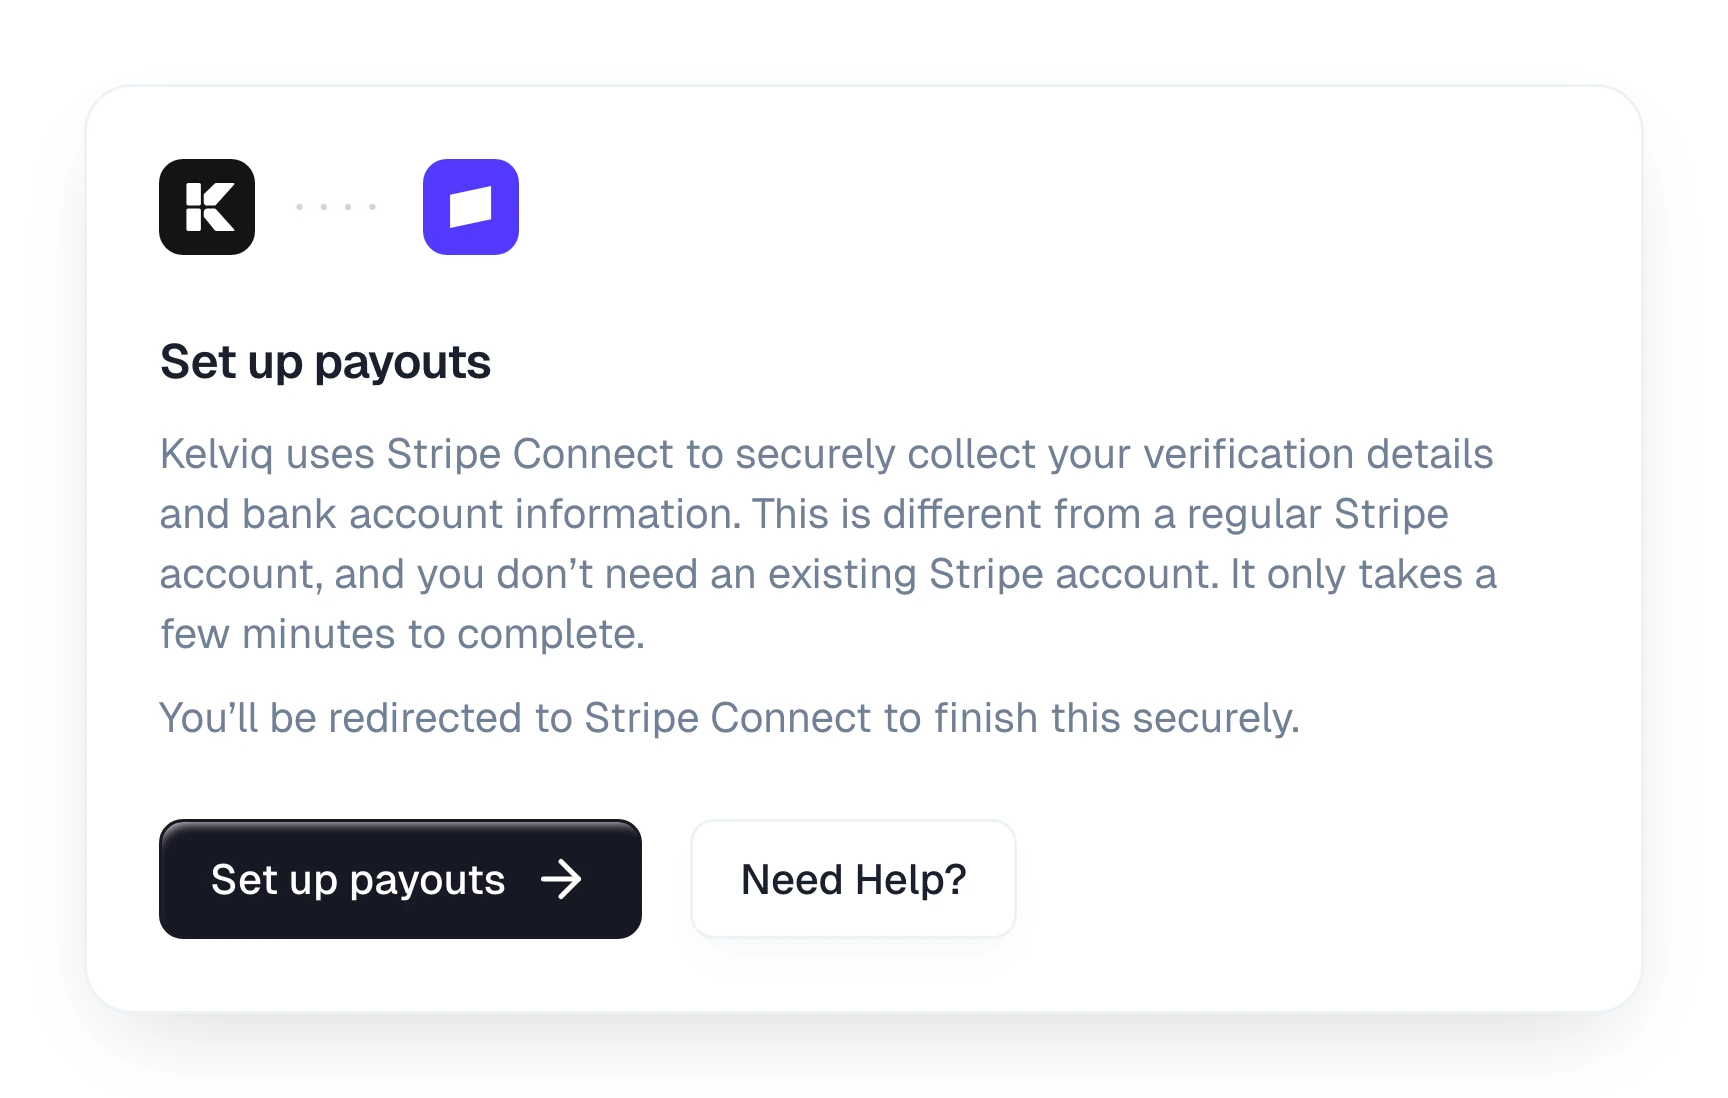 K
Set up payouts
Kelviq uses Stripe Connect to securely collect your verification details
and bank account information. This is different from a regular Stripe
account, and you don’t need an existing Stripe account. It only takes a
few minutes to complete.
You’ll be redirected to Stripe Connect to finish this securely.
Set up payouts
Need Help?